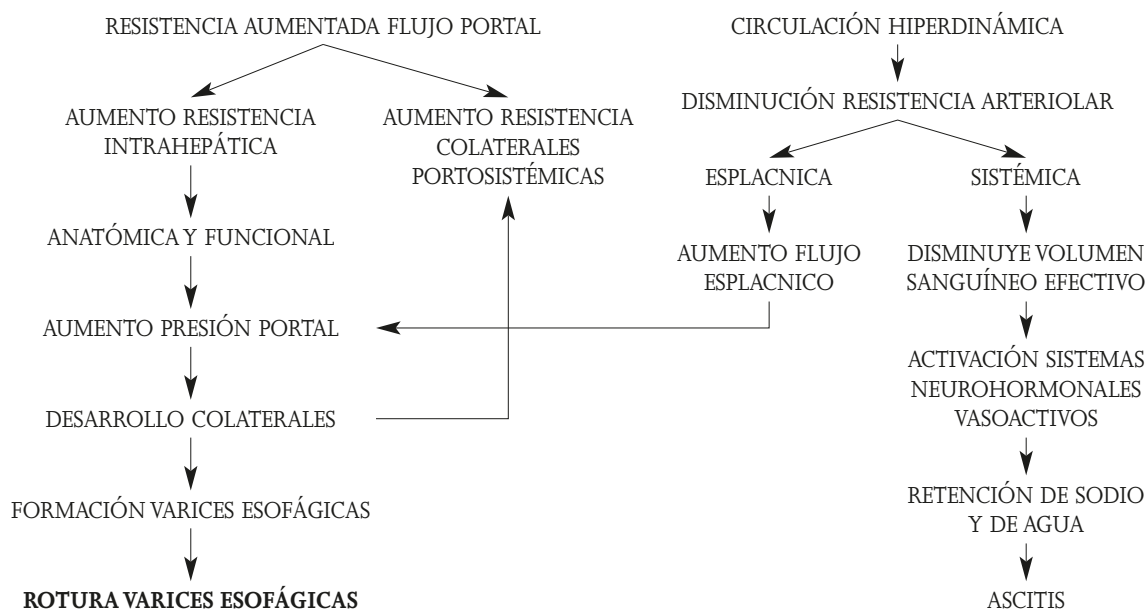 RESISTENCIA AUMENTADA FLUJO PORTAL
AUMENTO RESISTENCIA
INTRAHEPÁTICA
AUMENTO RESISTENCIA
COLATERALES
PORTOSISTÉMICAS
ANATÓMICA Y FUNCIONAL
AUMENTO PRESIÓN PORTAL
DESARROLLO COLATERALES
FORMACIÓN VARICES ESOFÁGICAS
ROTURA VARICES ESOFÁGICAS
CIRCULACIÓN HIPERDINÁMICA
DISMINUCIÓN RESISTENCIA ARTERIOLAR
ESPLACNICA
SISTÉMICA
AUMENTO FLUJO
ESPLACNICO
DISMINUYE VOLUMEN
SANGUÍNEO EFECTIVO
ACTIVACIÓN SISTEMAS
NEUROHORMONALES
VASOACTIVOS
RETENCIÓN DE SODIO
Y DE AGUA
ASCITIS